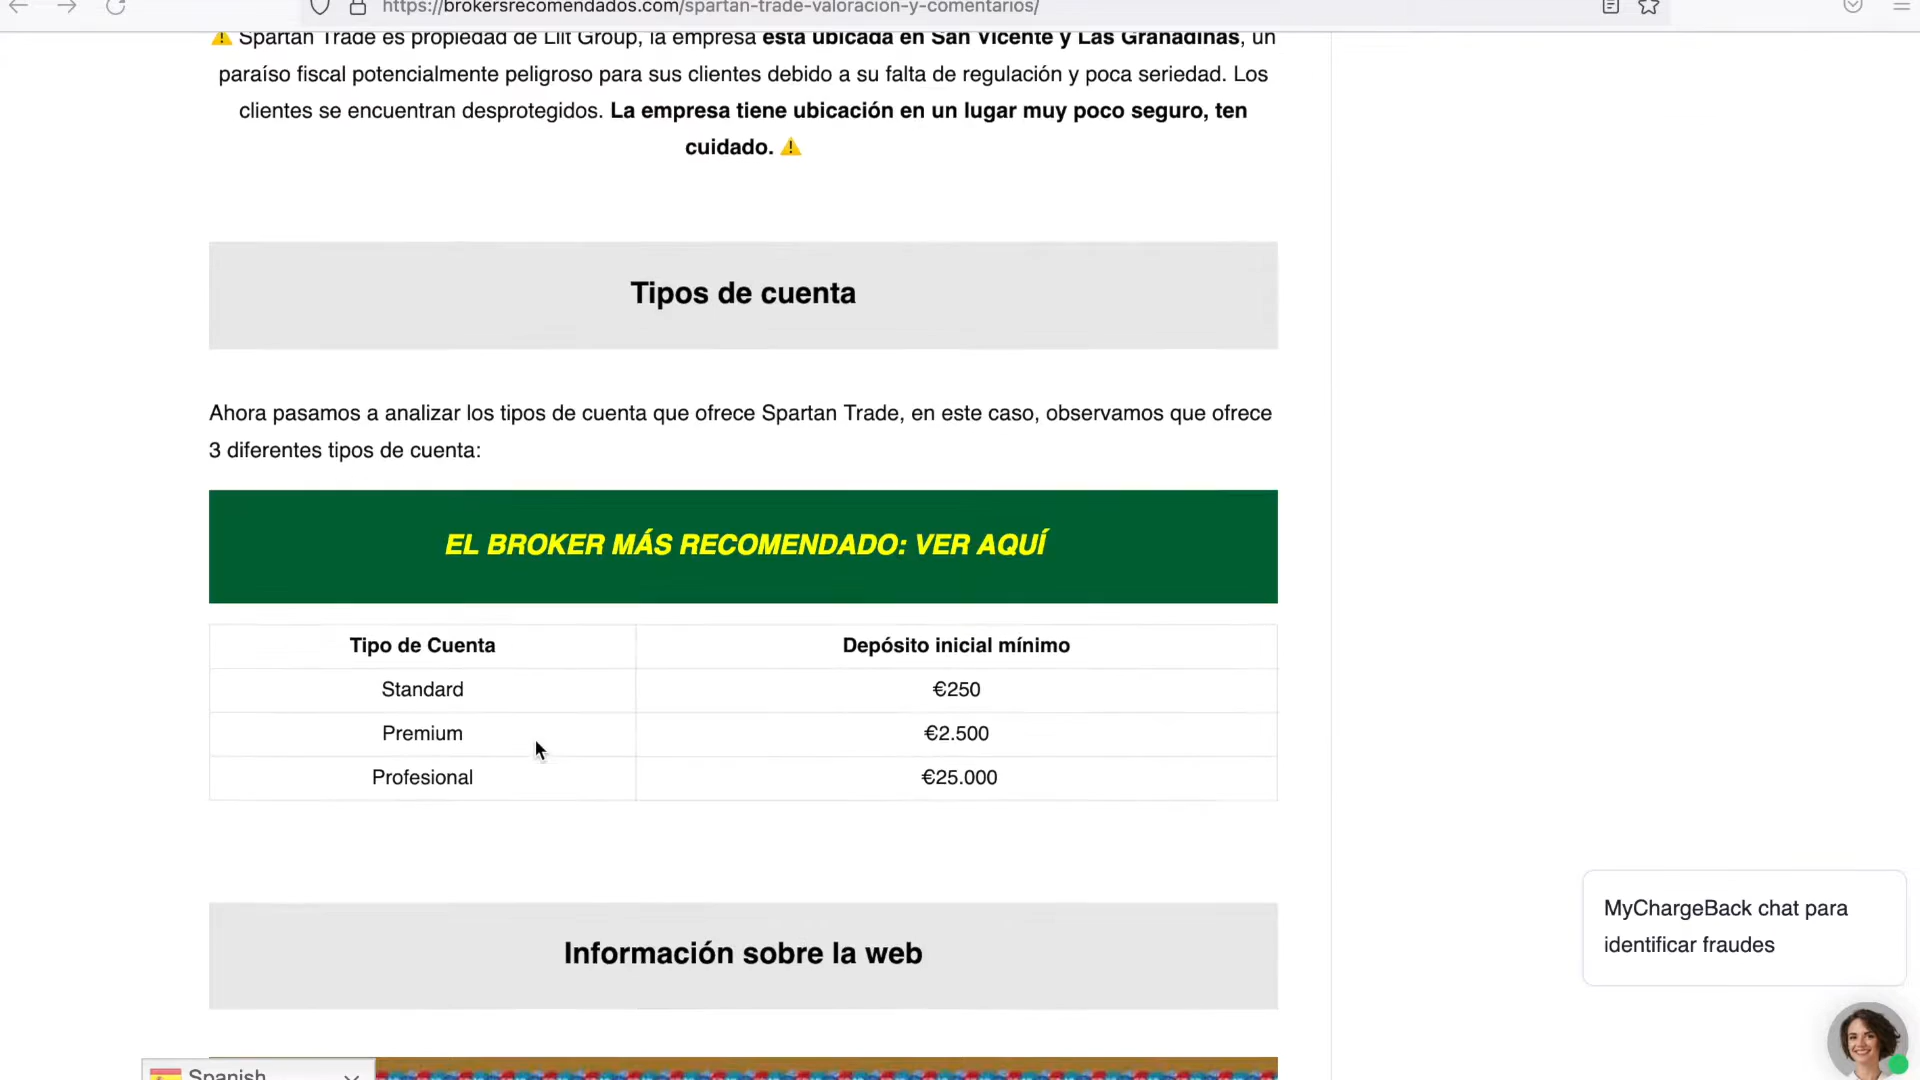 https://brokersrecomendados.com/spartan-trade-valoracion-y-comentarios/
⚠ Spartan Trade es propiedad de Llit Group, la empresa está ubicada en San Vicente y Las Granadinas, un
paraíso fiscal potencialmente peligroso para sus clientes debido a su falta de regulación y poca seriedad. Los
clientes se encuentran desprotegidos. La empresa tiene ubicación en un lugar muy poco seguro, ten
cuidado. ⚠
Tipos de cuenta
Ahora pasamos a analizar los tipos de cuenta que ofrece Spartan Trade, en este caso, observamos que ofrece
3 diferentes tipos de cuenta:
EL BROKER MÁS RECOMENDADO: VER AQUÍ
Tipo de Cuenta Depósito inicial mínimo
Standard €250
Premium €2.500
Profesional €25.000
Información sobre la web
MyChargeBack chat para
identificar fraudes
Spanish